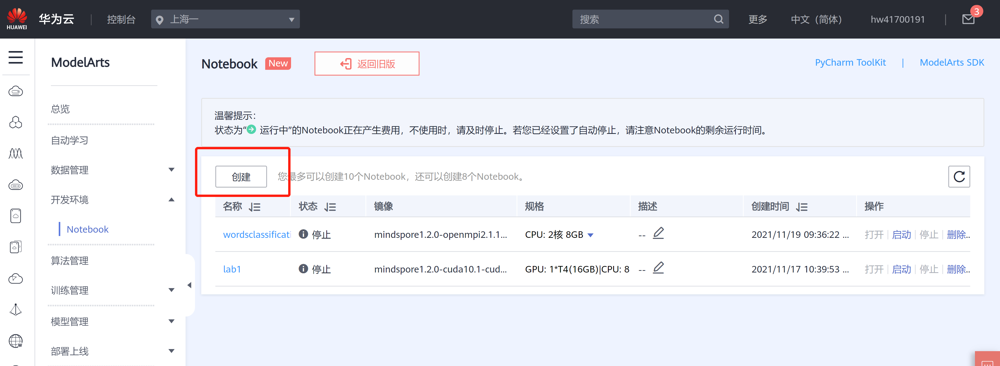 HUAWEI 华为云 | 控制台 上海一 搜索 更多 中文（简体） hw41700191 | 3
ModelArts
总览
自动学习
数据管理
开发环境
Notebook
算法管理
训练管理
模型管理
部署上线
W
Notebook New 返回旧版 PyCharm ToolKit | ModelArts SDK
温馨提示：
状态为“运行中”的Notebook正在产生费用，不使用时，请及时停止。若您已经设置了自动停止，请注意Notebook的剩余运行时间。
创建 您最多可以创建10个Notebook，还可以创建8个Notebook。
名称 状态 镜像 规格 描述 创建时间 操作
wordsclassificati 停止 mindspore1.2.0-openmpi2.1.1... CPU: 2核 8GB -- 2021/11/19 09:36:22 ... 打开 | 启动 | 停止 | 删除..
lab1 停止 mindspore1.2.0-cuda10.1-cud... GPU: 1*T4(16GB)|CPU: 8 -- 2021/11/17 10:39:53 ... 打开 | 启动 | 停止 | 删除..